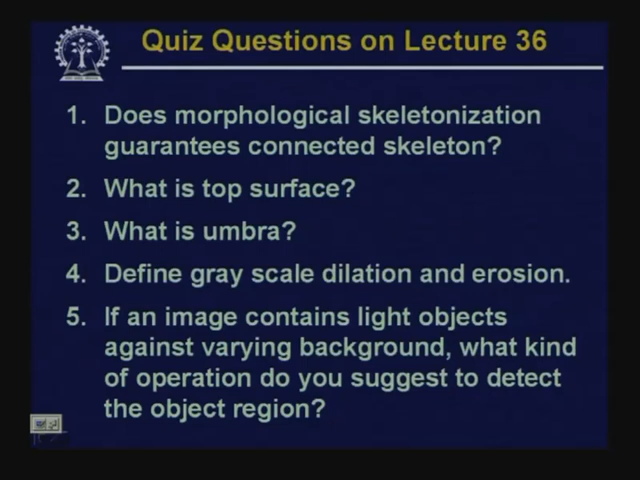 Quiz Questions on Lecture 36
1. Does morphological skeletonization
guarantees connected skeleton?
2. What is top surface?
3. What is umbra?
4. Define gray scale dilation and erosion.
5. If an image contains light objects
against varying background, what kind
of operation do you suggest to detect
the object region?